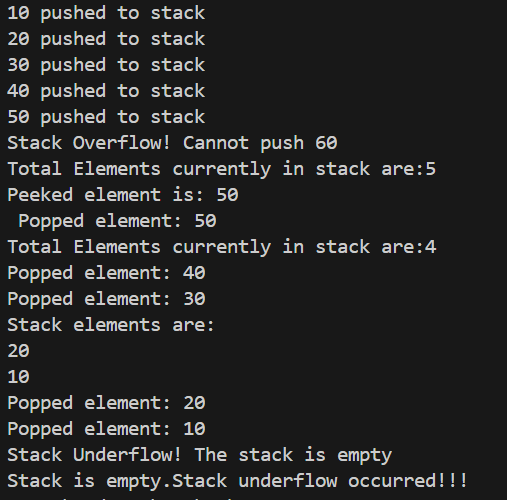 10 pushed to stack
20 pushed to stack
30 pushed to stack
40 pushed to stack
50 pushed to stack
Stack Overflow! Cannot push 60
Total Elements currently in stack are:5
Peeked element is: 50
 Popped element: 50
Total Elements currently in stack are:4
Popped element: 40
Popped element: 30
Stack elements are:
20
10
Popped element: 20
Popped element: 10
Stack Underflow! The stack is empty
Stack is empty.Stack underflow occurred!!!